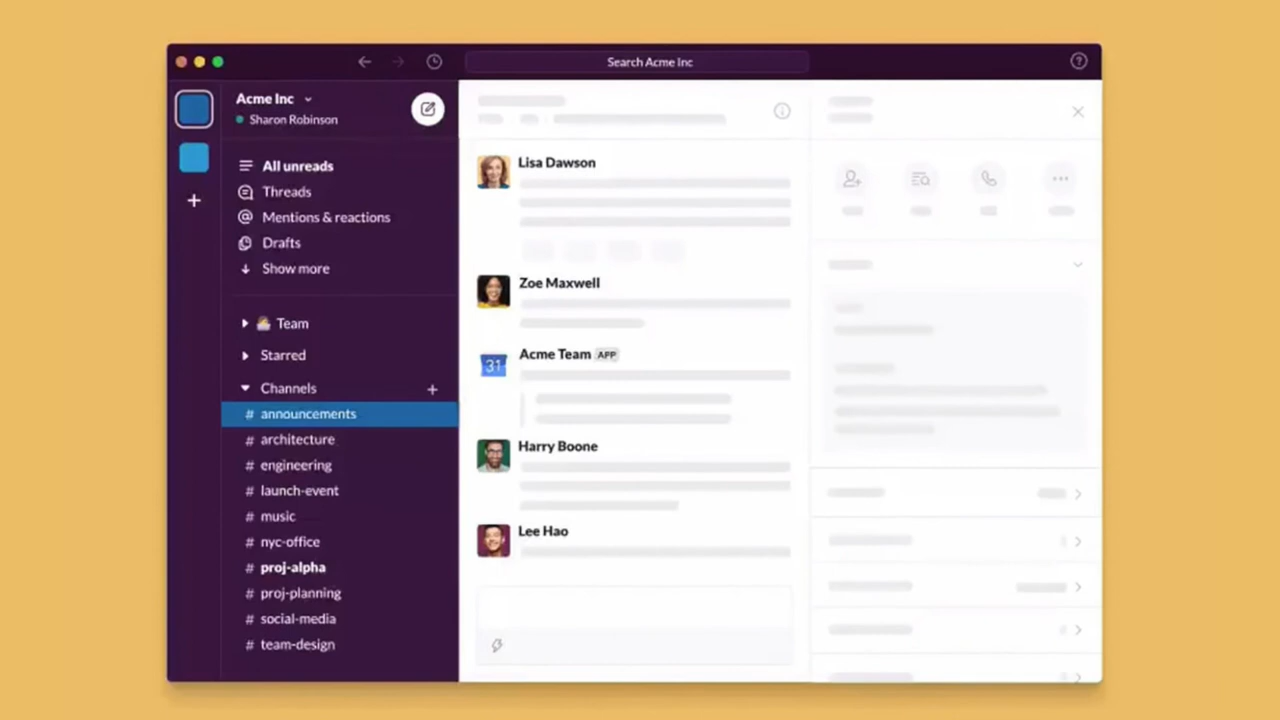 Search Acme Inc
Acme Inc
Sharon Robinson
All unreads
Threads
Mentions & reactions
Drafts
Show more
Team
Starred
Channels
# announcements
# architecture
# engineering
# launch-event
# music
# nyc-office
# proj-alpha
# proj-planning
# social-media
# team-design
Lisa Dawson
Zoe Maxwell
31
Acme Team APP
Harry Boone
Lee Hao